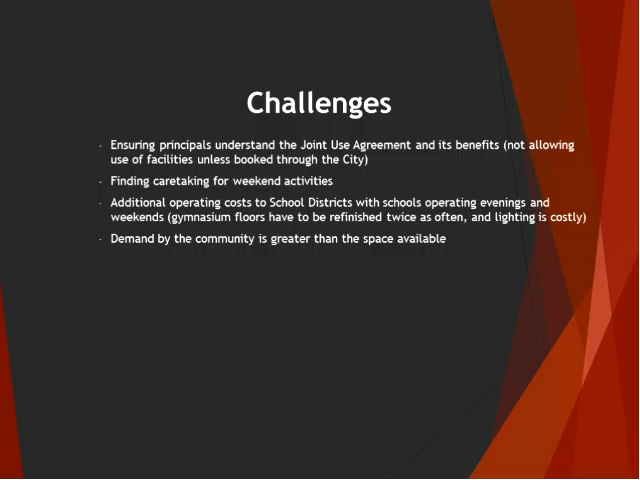 Challenges
- Ensuring principals understand the Joint Use Agreement and its benefits (not allowing
use of facilities unless booked through the City)
- Finding caretaking for weekend activities
- Additional operating costs to School Districts with schools operating evenings and
weekends (gymnasium floors have to be refinished twice as often, and lighting is costly)
- Demand by the community is greater than the space available